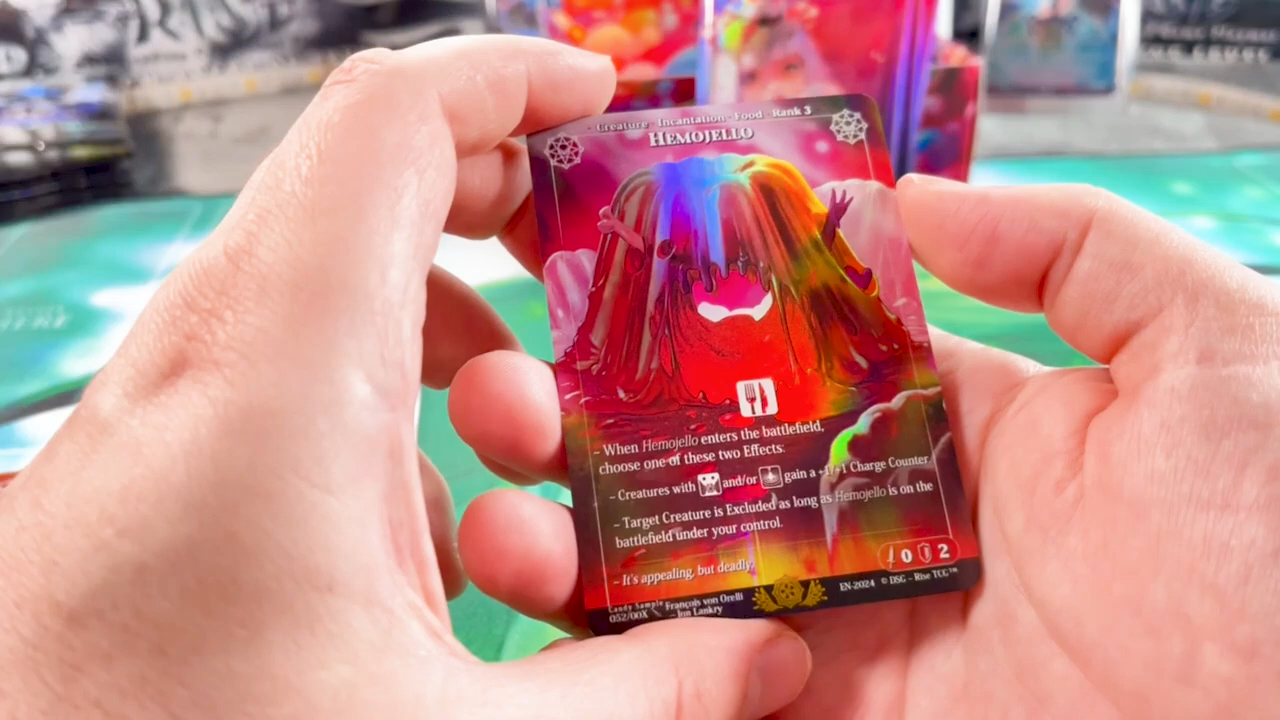 Creature - Incantation - Food - Rank 3
HEMOJELLO
– When Hemojello enters the battlefield,
choose one of these two Effects:
– Creatures with and/or gain a +1/+1 Charge Counter.
– Target Creature is Excluded as long as Hemojello is on the
battlefield under your control.
– It's appealing, but deadly.
0 2
Candy Sample
052/00X
François von Orelli
– Jon Lankry
EN-2024 © DSG – Rise TCG™